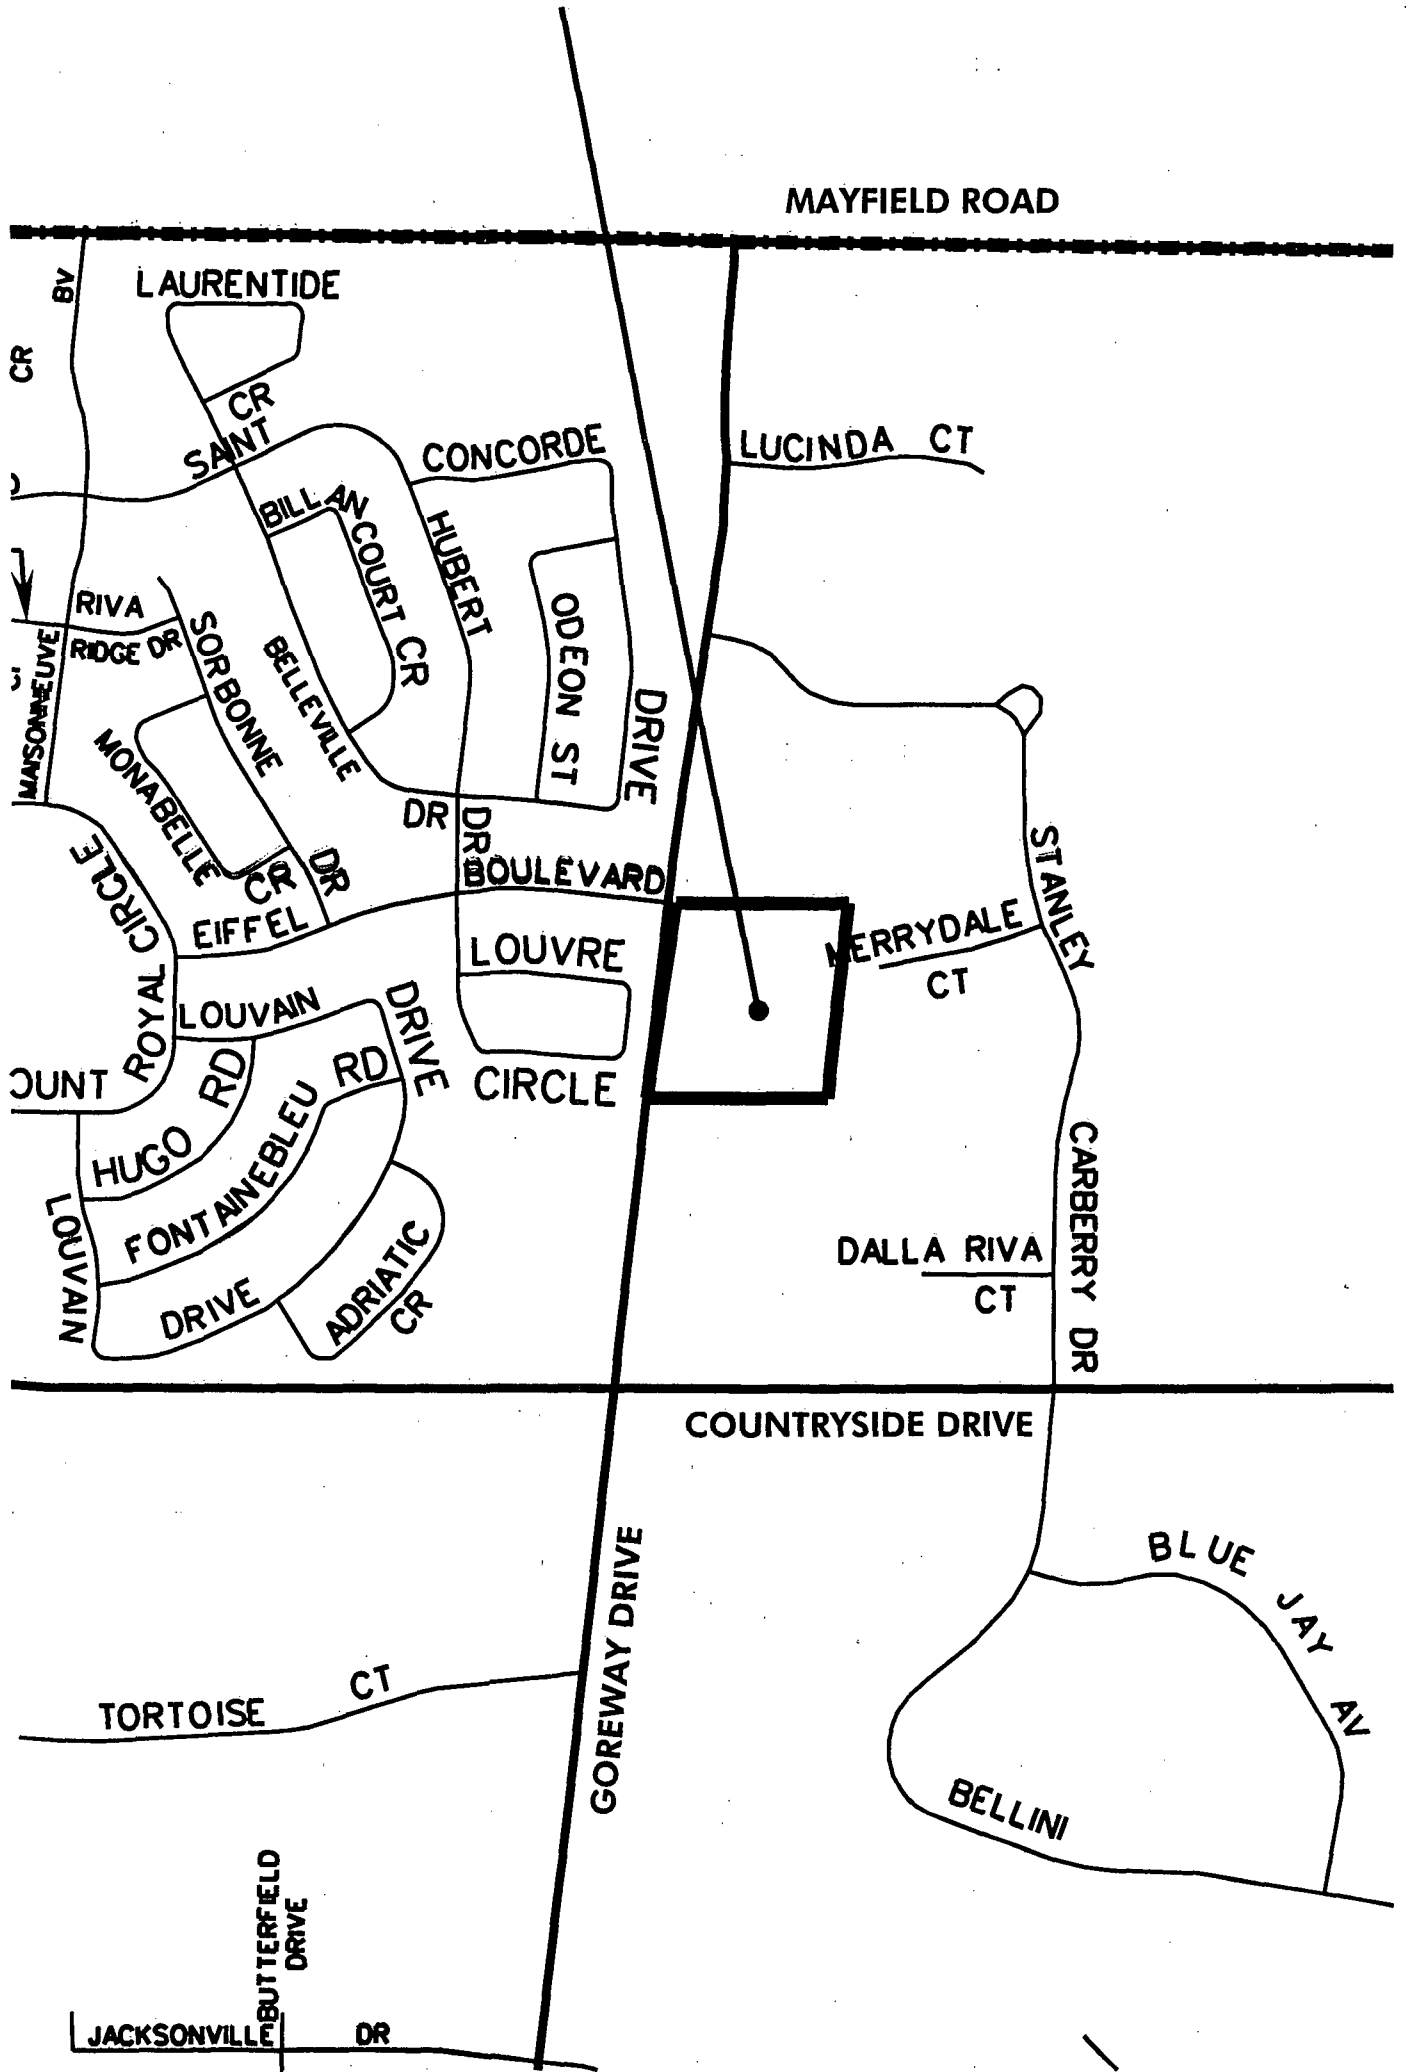 MAYFIELD ROAD
BV
LAURENTIDE
CR
CR
SAINT
CONCORDE
LUCINDA CT
BILLAN
COURT CR
HUBERT
ODEON ST
RIVA
RIDGE DR
SORBONNE
BELLEVILLE
MAISONNEUVE
MONABELLE
DRIVE
DR
DR
CR
DR
BOULEVARD
STANLEY
CIRCLE
EIFFEL
LOUVRE
MERRYDALE
CT
ROYAL
LOUVAIN
DRIVE
RD
RD
OUNT
CIRCLE
HUGO
FONTAINEBLEU
CARBERRY DR
LOUVAIN
DRIVE
ADRIATIC
CR
DALLA RIVA
CT
COUNTRYSIDE DRIVE
GOREWAY DRIVE
BLUE JAY AV
TORTOISE CT
BELLINI
BUTTERFIELD
DRIVE
JACKSONVILLE DR